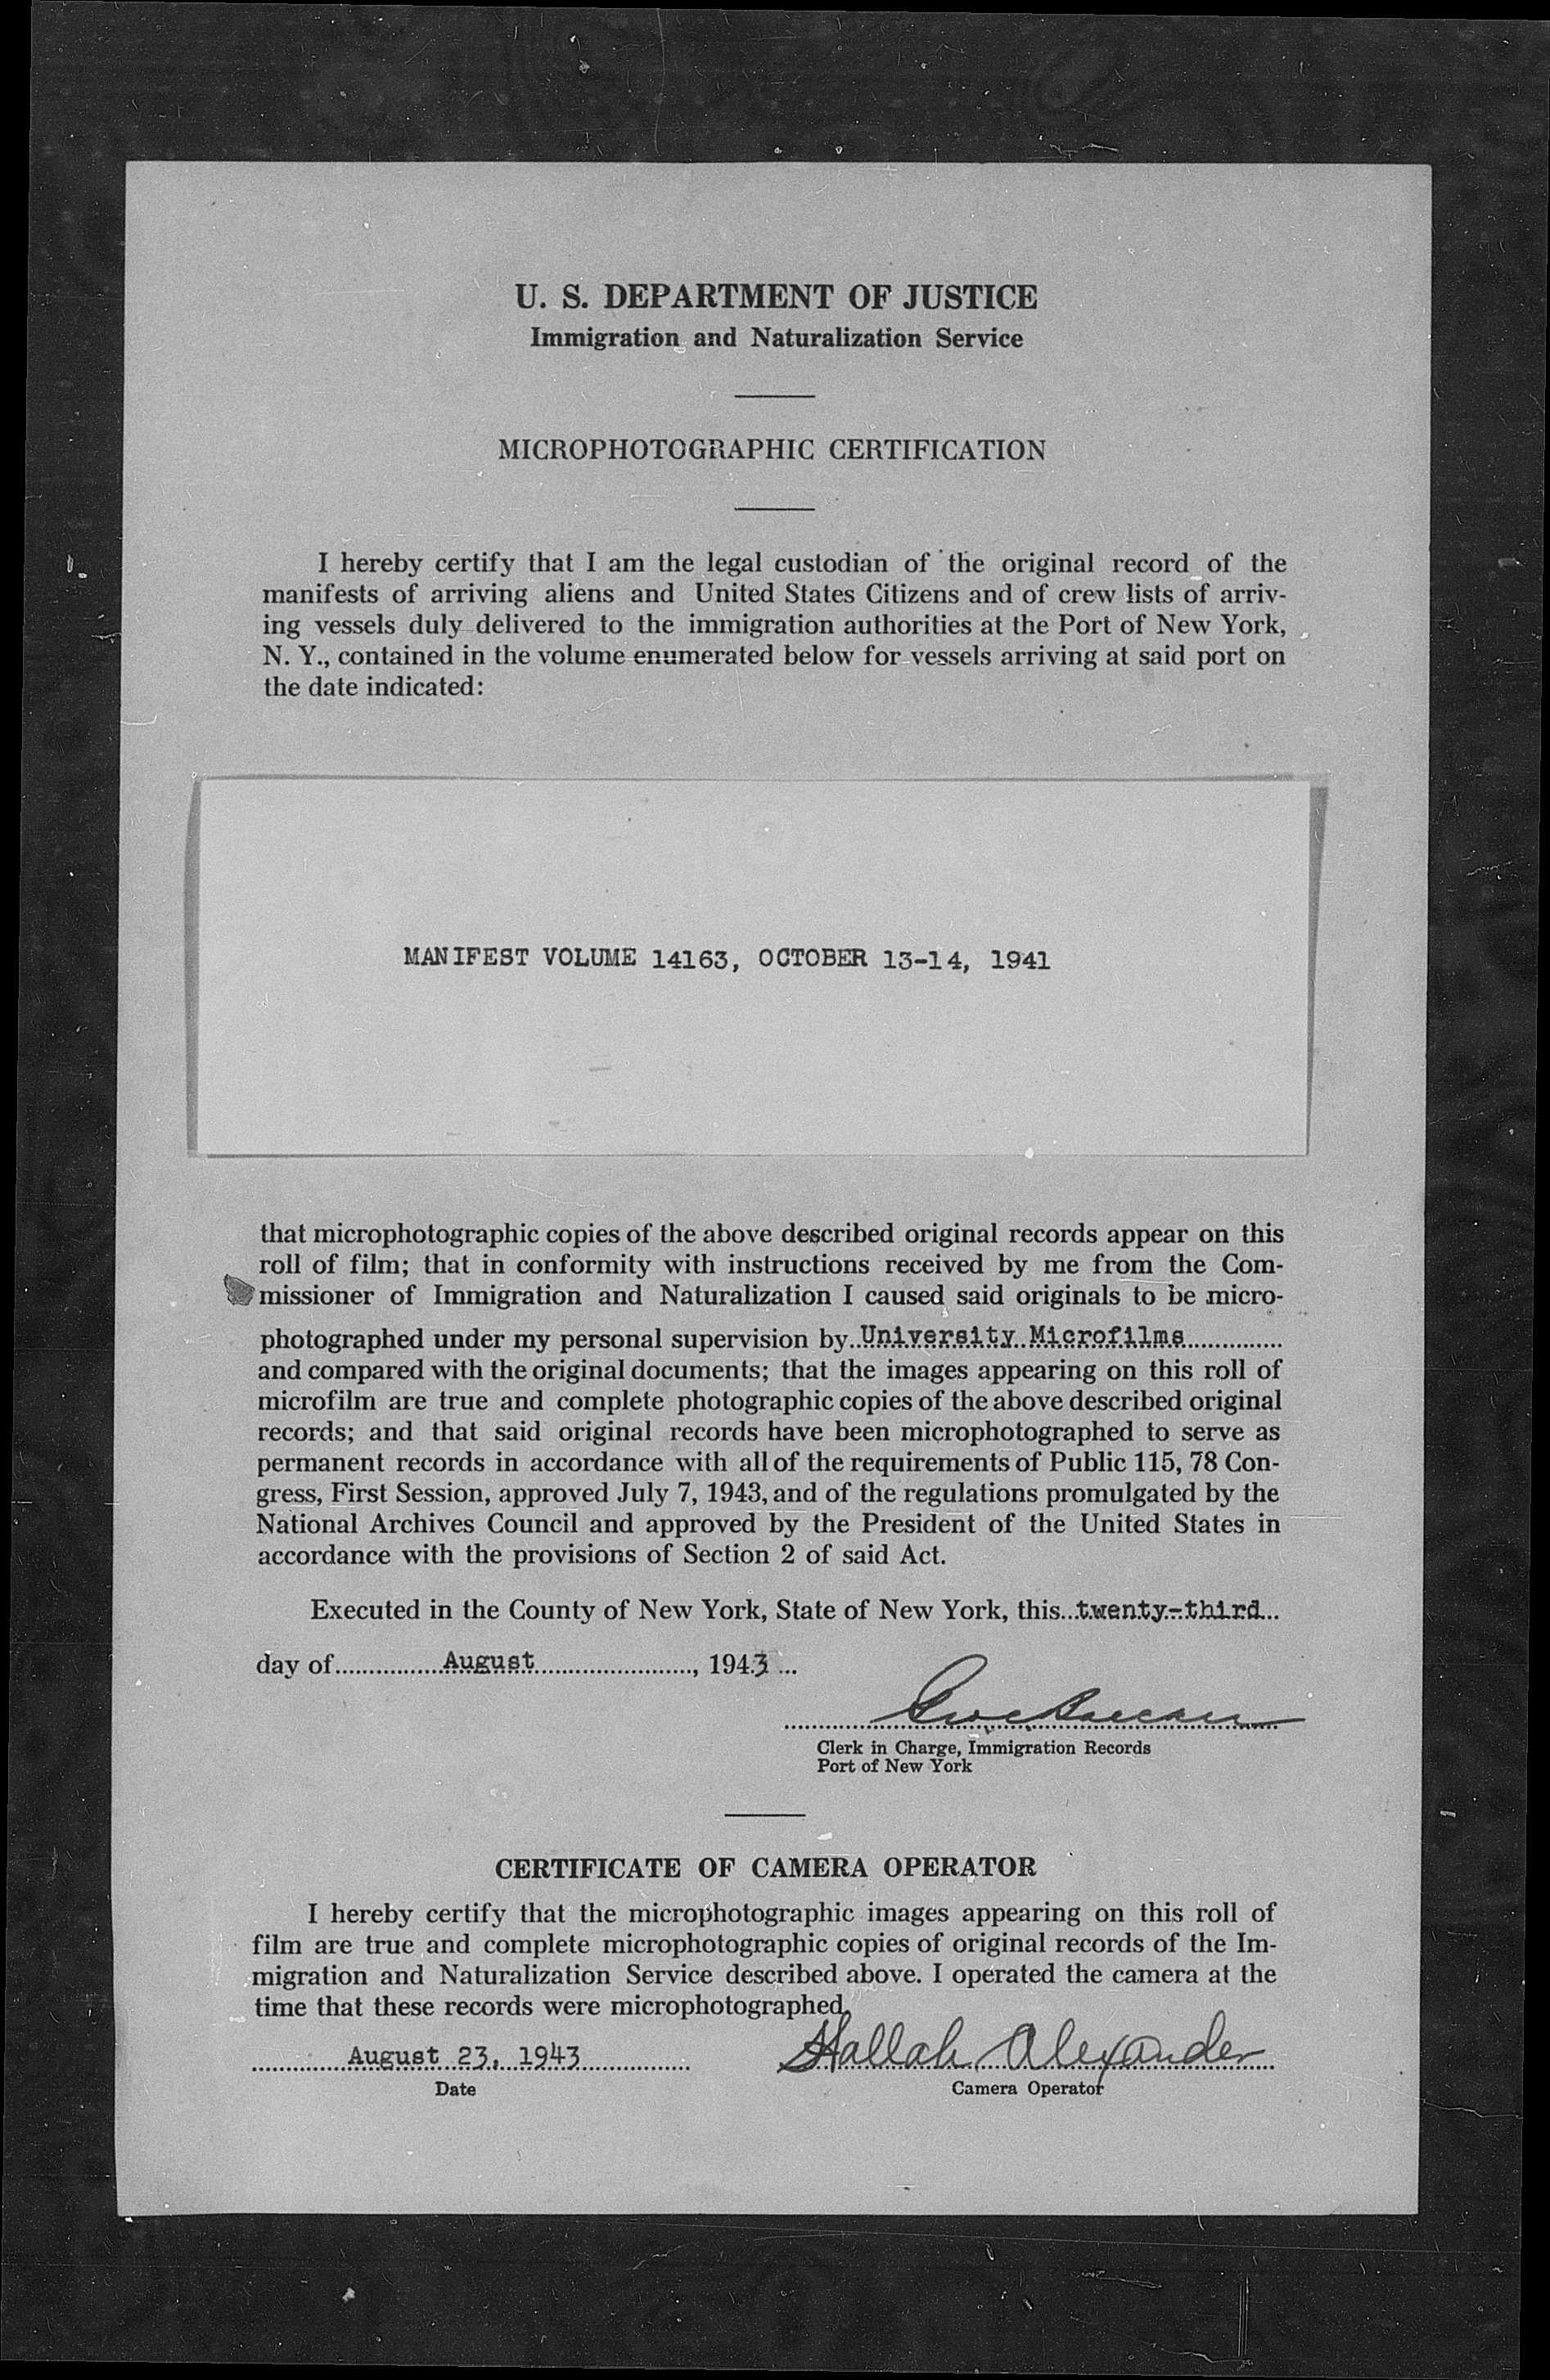 U. S. DEPARTMENT OF JUSTICE
Immigration and Naturalization Service
MICROPHOTOGRAPHIC CERTIFICATION
I hereby certify that I am the legal custodian of the original record of the
manifests of arriving aliens and United States Citizens and of crew lists of arriv-
ing vessels duly delivered to the immigration authorities at the Port of New York,
N. Y., contained in the volume enumerated below for vessels arriving at said port on
the date indicated:
MANIFEST VOLUME 14163, OCTOBER 13-14, 1941
that microphotographic copies of the above described original records appear on this
roll of film; that in conformity with instructions received by me from the Com-
missioner of Immigration and Naturalization I caused said originals to be micro-
photographed under my personal supervision by University Microfilms
and compared with the original documents; that the images appearing on this roll of
microfilm are true and complete photographic copies of the above described original
records; and that said original records have been microphotographed to serve as
permanent records in accordance with all of the requirements of Public 115, 78 Con-
gress, First Session, approved July 7, 1943, and of the regulations promulgated by the
National Archives Council and approved by the President of the United States in
accordance with the provisions of Section 2 of said Act.
Executed in the County of New York, State of New York, this twenty-third
day of August, 1943
Clerk in Charge, Immigration Records
Port of New York
CERTIFICATE OF CAMERA OPERATOR
I hereby certify that the microphotographic images appearing on this roll of
film are true and complete microphotographic copies of original records of the Im-
migration and Naturalization Service described above. I operated the camera at the
time that these records were microphotographed.
August 23, 1943 Hallah Alexander
Date Camera Operator